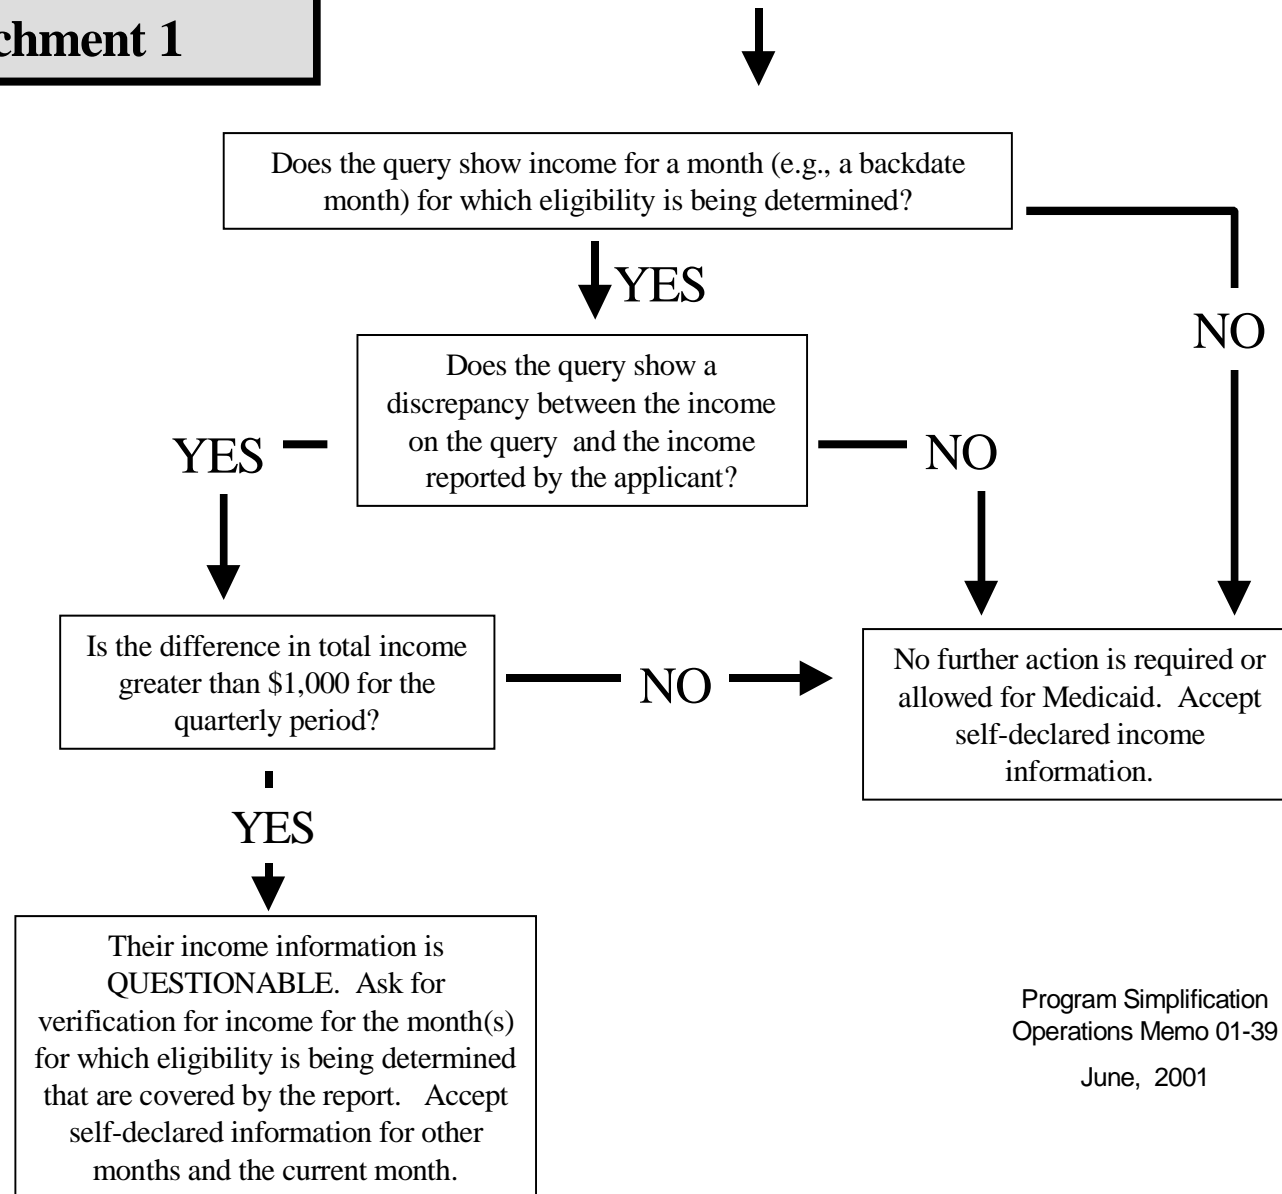 chment 1
Does the query show income for a month (e.g., a backdate
month) for which eligibility is being determined?
YES
NO
Does the query show a
discrepancy between the income
on the query and the income
reported by the applicant?
YES
NO
Is the difference in total income
greater than $1,000 for the
quarterly period?
NO
No further action is required or
allowed for Medicaid. Accept
self-declared income
information.
YES
Their income information is
QUESTIONABLE. Ask for
verification for income for the month(s)
for which eligibility is being determined
that are covered by the report. Accept
self-declared information for other
months and the current month.
Program Simplification
Operations Memo 01-39
June, 2001